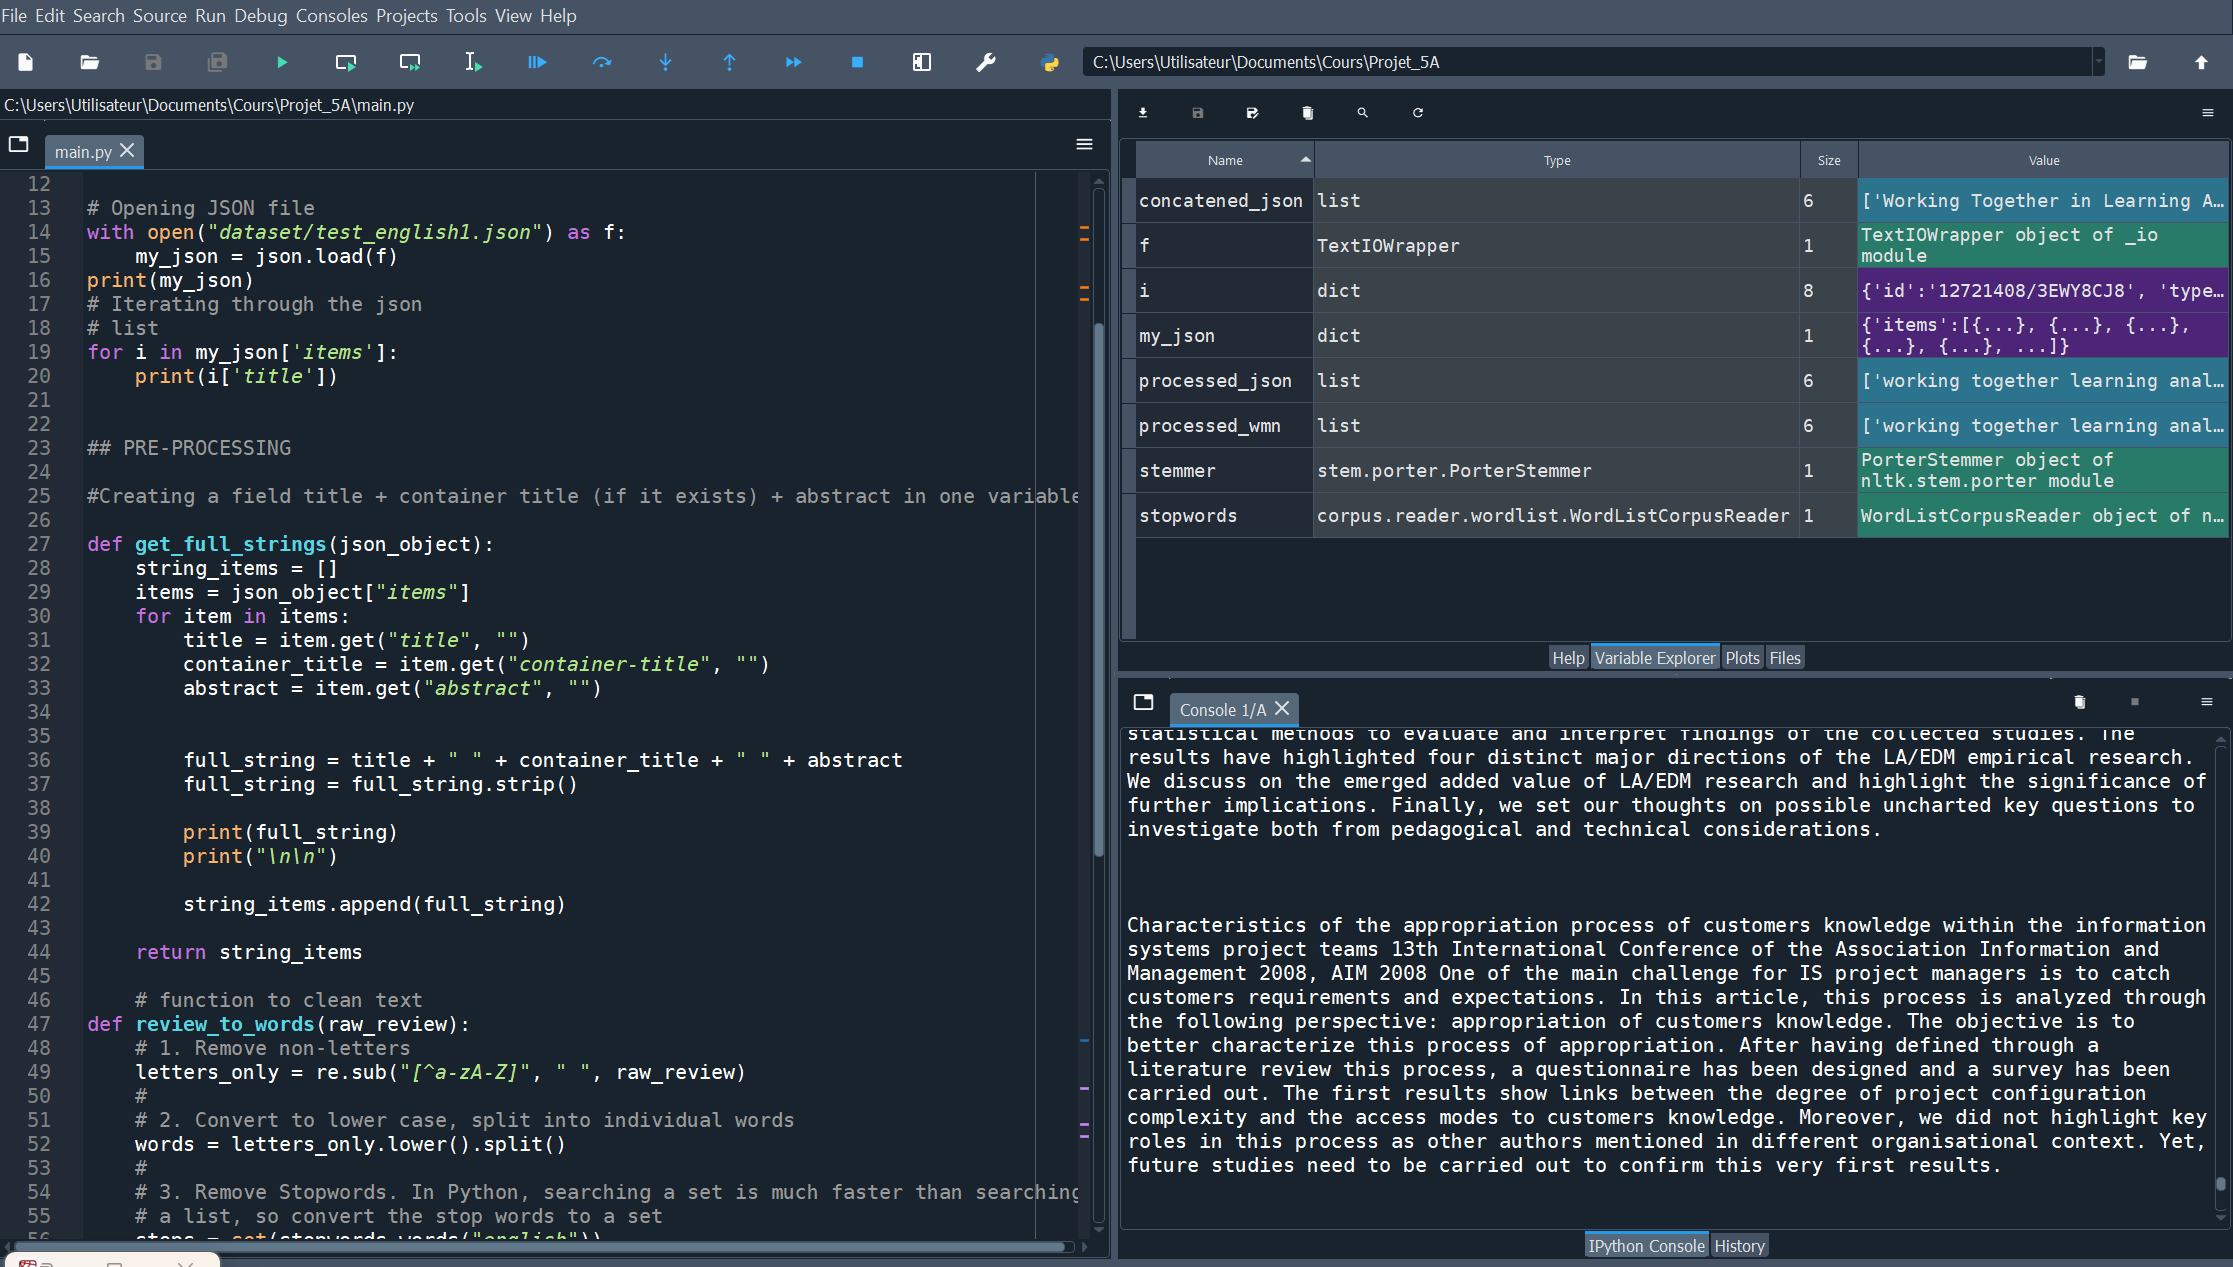 File Edit Search Source Run Debug Consoles Projects Tools View Help
C:\Users\Utilisateur\Documents\Cours\Projet_5A
C:\Users\Utilisateur\Documents\Cours\Projet_5A\main.py
main.py
12
13 # Opening JSON file
14 with open("dataset/test_english1.json") as f:
15     my_json = json.load(f)
16 print(my_json)
17 # Iterating through the json
18 # list
19 for i in my_json['items']:
20     print(i['title'])
21
22
23 ## PRE-PROCESSING
24
25 #Creating a field title + container title (if it exists) + abstract in one variable
26
27 def get_full_strings(json_object):
28     string_items = []
29     items = json_object["items"]
30     for item in items:
31         title = item.get("title", "")
32         container_title = item.get("container-title", "")
33         abstract = item.get("abstract", "")
34
35
36         full_string = title + " " + container_title + " " + abstract
37         full_string = full_string.strip()
38
39         print(full_string)
40         print("\n\n")
41
42         string_items.append(full_string)
43
44     return string_items
45
46     # function to clean text
47 def review_to_words(raw_review):
48     # 1. Remove non-letters
49     letters_only = re.sub("[^a-zA-Z]", " ", raw_review)
50     #
51     # 2. Convert to lower case, split into individual words
52     words = letters_only.lower().split()
53     #
54     # 3. Remove Stopwords. In Python, searching a set is much faster than searching
55     # a list, so convert the stop words to a set
56     stops = set(stopwords.words("english"))
Name Type Size Value
concatened_json list 6 ['Working Together in Learning A…
f TextIOWrapper 1 TextIOWrapper object of _io
module
i dict 8 {'id':'12721408/3EWY8CJ8', 'type…
my_json dict 1 {'items':[{...}, {...}, {...},
{...}, {...}, ...]}
processed_json list 6 ['working together learning anal…
processed_wmn list 6 ['working together learning anal…
stemmer stem.porter.PorterStemmer 1 PorterStemmer object of
nltk.stem.porter module
stopwords corpus.reader.wordlist.WordListCorpusReader 1 WordListCorpusReader object of n…
Help Variable Explorer Plots Files
Console 1/A
statistical methods to evaluate and interpret findings of the collected studies. The
results have highlighted four distinct major directions of the LA/EDM empirical research.
We discuss on the emerged added value of LA/EDM research and highlight the significance of
further implications. Finally, we set our thoughts on possible uncharted key questions to
investigate both from pedagogical and technical considerations.
Characteristics of the appropriation process of customers knowledge within the information
systems project teams 13th International Conference of the Association Information and
Management 2008, AIM 2008 One of the main challenge for IS project managers is to catch
customers requirements and expectations. In this article, this process is analyzed through
the following perspective: appropriation of customers knowledge. The objective is to
better characterize this process of appropriation. After having defined through a
literature review this process, a questionnaire has been designed and a survey has been
carried out. The first results show links between the degree of project configuration
complexity and the access modes to customers knowledge. Moreover, we did not highlight key
roles in this process as other authors mentioned in different organisational context. Yet,
future studies need to be carried out to confirm this very first results.
IPython Console History